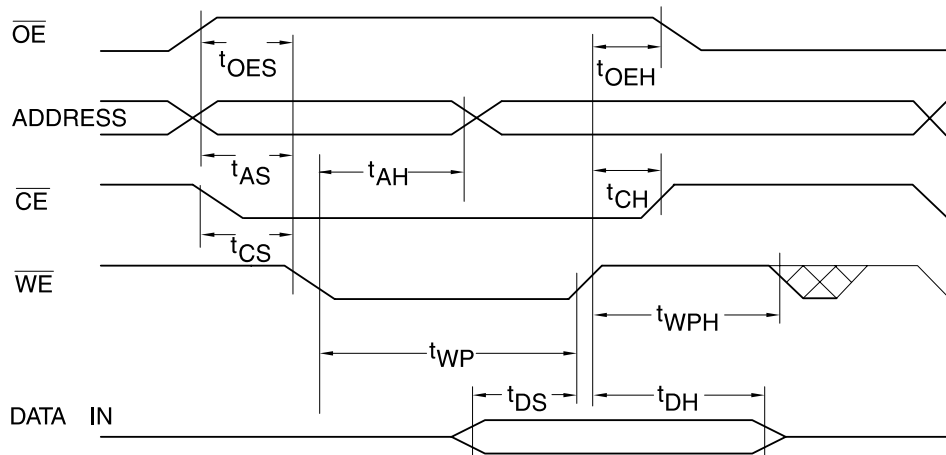 OE
tOES
tOEH
ADDRESS
tAS
tAH
CE
tCH
tCS
WE
tWPH
tWP
tDS
tDH
DATA IN